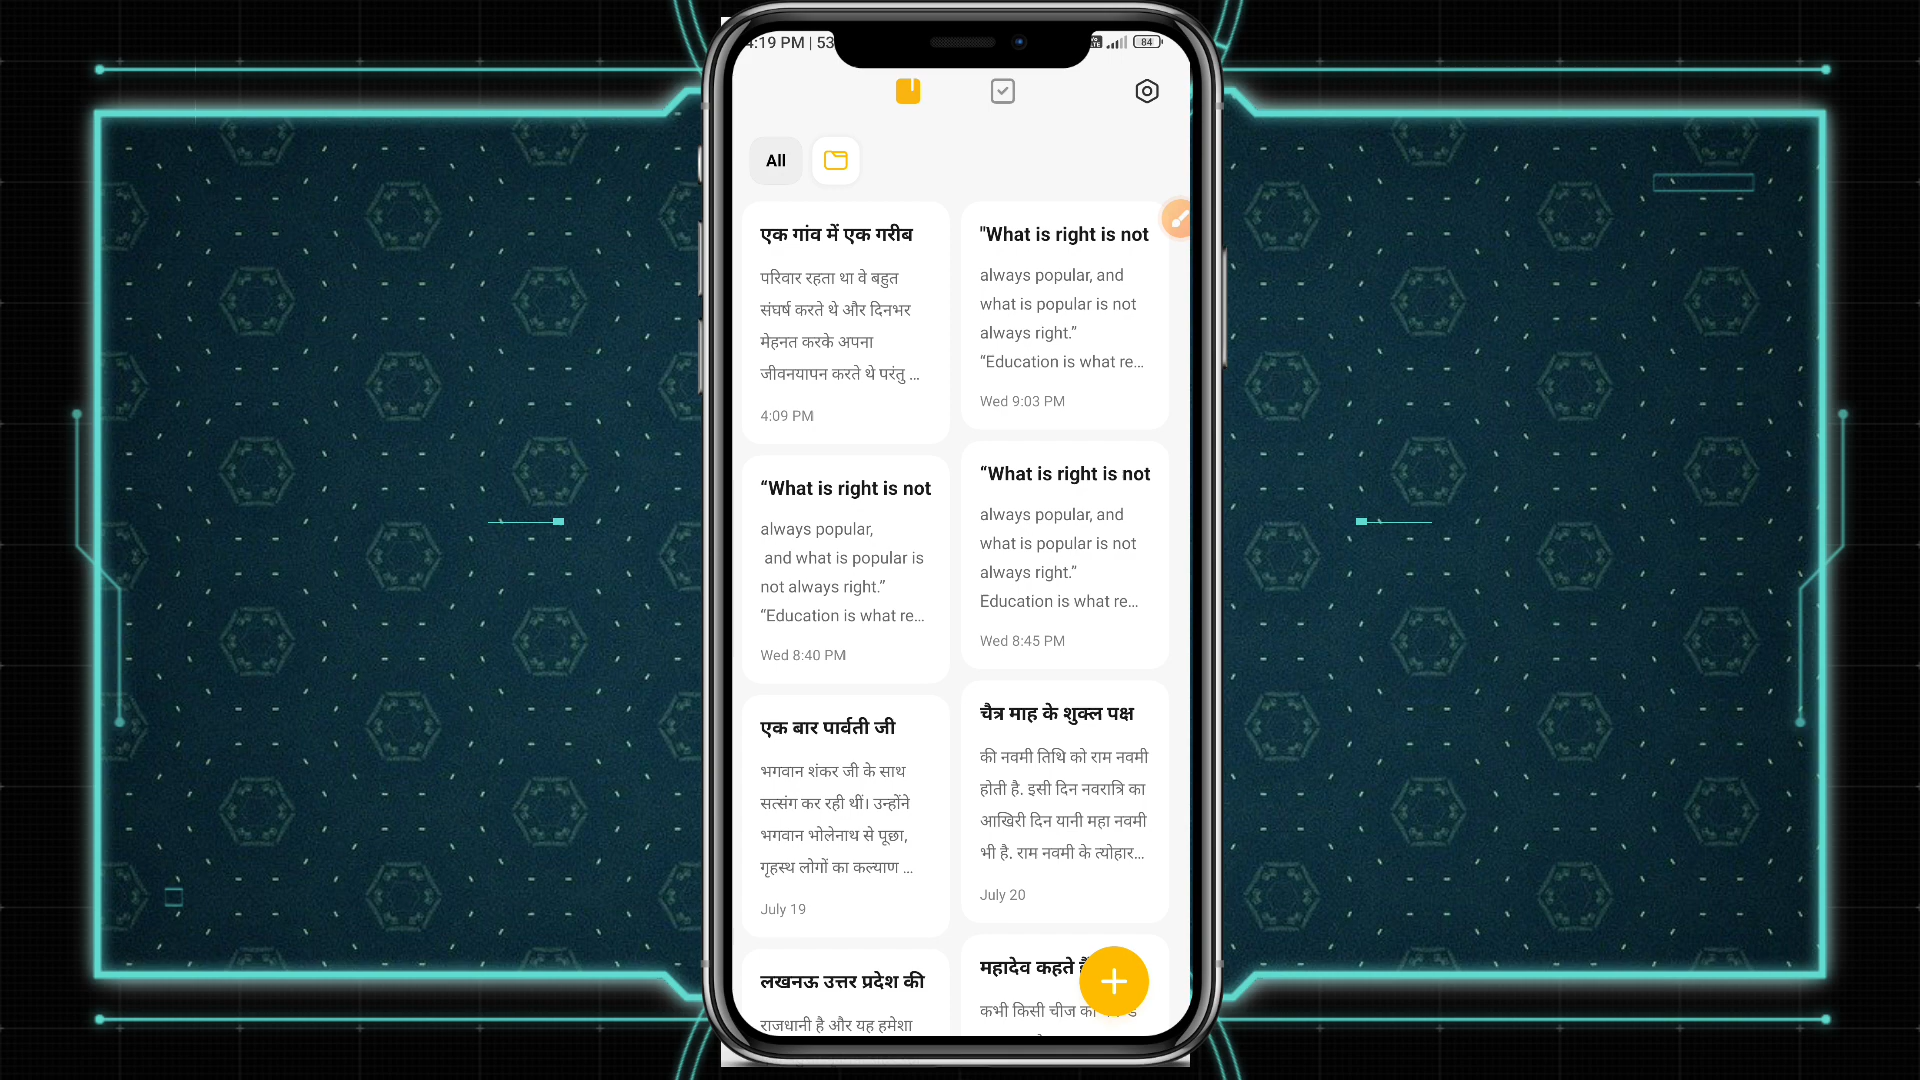 4:19 PM | 53
84
All
एक गांव में एक गरीब
परिवार रहता था वे बहुत
संघर्ष करते थे और दिनभर
मेहनत करके अपना
जीवनयापन करते थे परंतु ...
4:09 PM
"What is right is not
always popular, and
what is popular is not
always right.”
“Education is what re...
Wed 9:03 PM
“What is right is not
always popular,
and what is popular is
not always right.”
“Education is what re...
Wed 8:40 PM
“What is right is not
always popular, and
what is popular is not
always right.”
Education is what re...
Wed 8:45 PM
एक बार पार्वती जी
भगवान शंकर जी के साथ
सत्संग कर रही थीं। उन्होंने
भगवान भोलेनाथ से पूछा,
गृहस्थ लोगों का कल्याण ...
July 19
चैत्र माह के शुक्ल पक्ष
की नवमी तिथि को राम नवमी
होती है. इसी दिन नवरात्रि का
आखिरी दिन यानी महा नवमी
भी है. राम नवमी के त्योहार...
July 20
लखनऊ उत्तर प्रदेश की
राजधानी है और यह हमेशा
महादेव कहते
कभी किसी चीज का